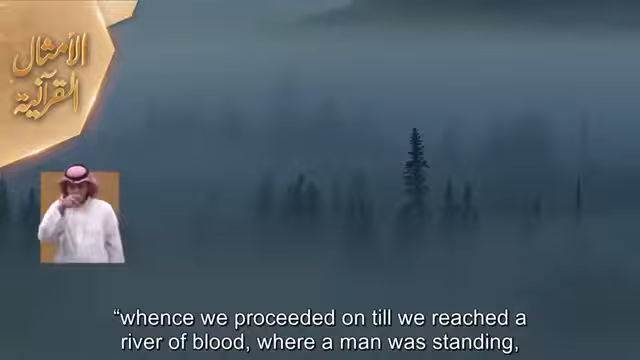 الأمثال
القرآنية
“whence we proceeded on till we reached a
river of blood, where a man was standing,